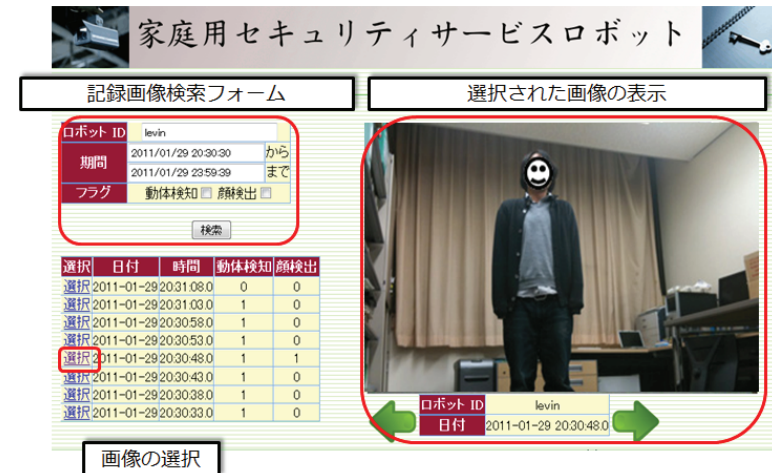 家庭用セキュリティサービスロボット
記録画像検索フォーム
選択された画像の表示
ロボット ID levin
期間 2011/01/29 20:30:30 から
2011/01/29 23:59:39 まで
フラグ 動体検知 顔検出
検索
選択 日付 時間 動体検知 顔検出
選択 2011-01-29 20:31:08.0 0 0
選択 2011-01-29 20:31:03.0 1 0
選択 2011-01-29 20:30:58.0 1 0
選択 2011-01-29 20:30:53.0 1 0
選択 2011-01-29 20:30:48.0 1 1
選択 2011-01-29 20:30:43.0 1 0
選択 2011-01-29 20:30:38.0 1 0
選択 2011-01-29 20:30:33.0 1 0
画像の選択
ロボット ID levin
日付 2011-01-29 20:30:48.0